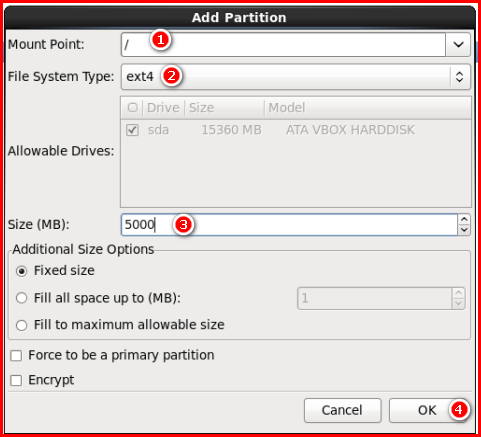 Add Partition
Mount Point: / 1
File System Type: ext4 2
Drive Size Model
Allowable Drives:
sda 15360 MB ATA VBOX HARDDISK
Size (MB): 5000 3
Additional Size Options
Fixed size
Fill all space up to (MB): 1
Fill to maximum allowable size
Force to be a primary partition
Encrypt
Cancel OK 4